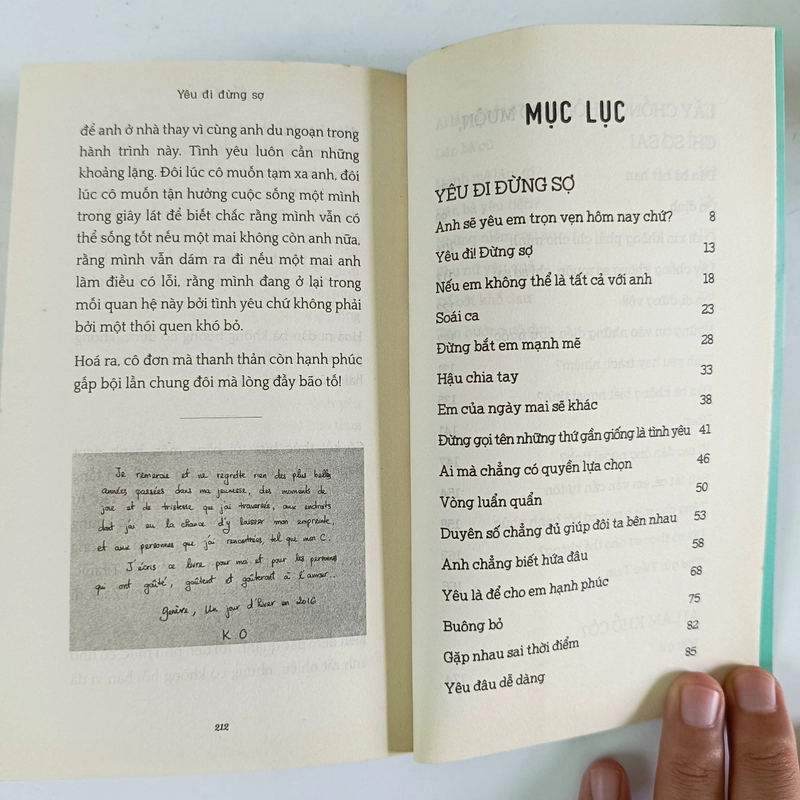 Yêu đi đừng sợ
để anh ở nhà thay vì cùng anh du ngoạn trong
hành trình này. Tình yêu luôn cần những
khoảng lặng. Đôi lúc cô muốn tạm xa anh, đôi
lúc cô muốn tận hưởng cuộc sống một mình
trong giây lát để biết chắc rằng mình vẫn có
thể sống tốt nếu một mai không còn anh nữa,
rằng mình vẫn dám ra đi nếu một mai anh
làm điều có lỗi, rằng mình đang ở lại trong
mối quan hệ này bởi tình yêu chứ không phải
bởi một thói quen khó bỏ.
Hoá ra, cô đơn mà thanh thản còn hạnh phúc
gấp bội lần chung đôi mà lòng đầy bão tố!
Je remercie et ne regrette rien des plus belles
années passées dans ma jeunesse, des moments de
joie et de tristesse que j'ai traversés, aux endroits
dont j'ai eu la chance d'y laisser mon empreinte,
et aux personnes que j'ai rencontrées, tel que mon C.
J'écris ce livre pour moi et pour les personnes
qui ont goûté, goûtent et goûteront à l'amour...
Genève, Un jour d'hiver en 2016
K.O
212
MỤC LỤC
YÊU ĐI ĐỪNG SỢ
Anh sẽ yêu em trọn vẹn hôm nay chứ? 8
Yêu đi! Đừng sợ 13
Nếu em không thể là tất cả với anh 18
Soái ca 23
Đừng bắt em mạnh mẽ 28
Hậu chia tay 33
Em của ngày mai sẽ khác 38
Đừng gọi tên những thứ gần giống là tình yêu 41
Ai mà chẳng có quyền lựa chọn 46
Vòng luẩn quẩn 50
Duyên số chẳng đủ giúp đôi ta bên nhau 53
Anh chẳng biết hứa đâu 58
Yêu là để cho em hạnh phúc 68
Buông bỏ 75
Gặp nhau sai thời điểm 82
Yêu đâu dễ dàng 85